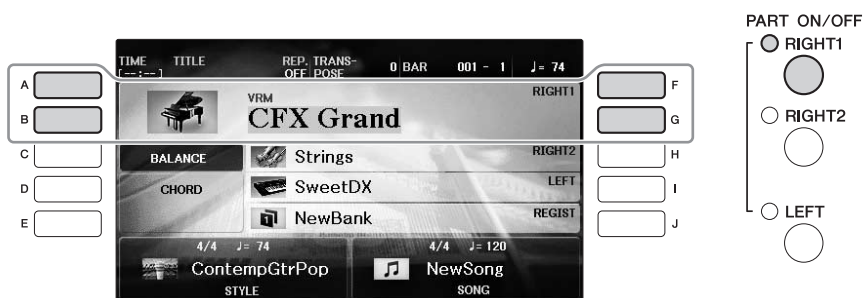 PART ON/OFF
TIME TITLE REP. TRANS- 0 BAR 001 - 1 ♩= 74
[--:--] OFF POSE
RIGHT1
RIGHT1
A F
VRM
CFX Grand
B G
RIGHT2
C BALANCE Strings RIGHT2 H
D CHORD SweetDX LEFT I
LEFT
E 1 NewBank REGIST J
4/4 ♩= 74 4/4 ♩= 120
ContempGtrPop NewSong
STYLE SONG